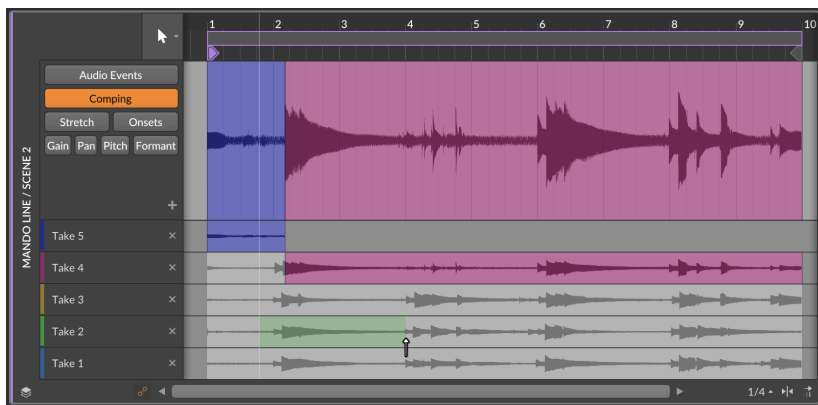 1 2 3 4 5 6 7 8 9 10
Audio Events
Comping
Stretch Onsets
Gain Pan Pitch Formant
+
MANDO LINE / SCENE 2
Take 5 ×
Take 4 ×
Take 3 ×
Take 2 ×
Take 1 ×
1/4